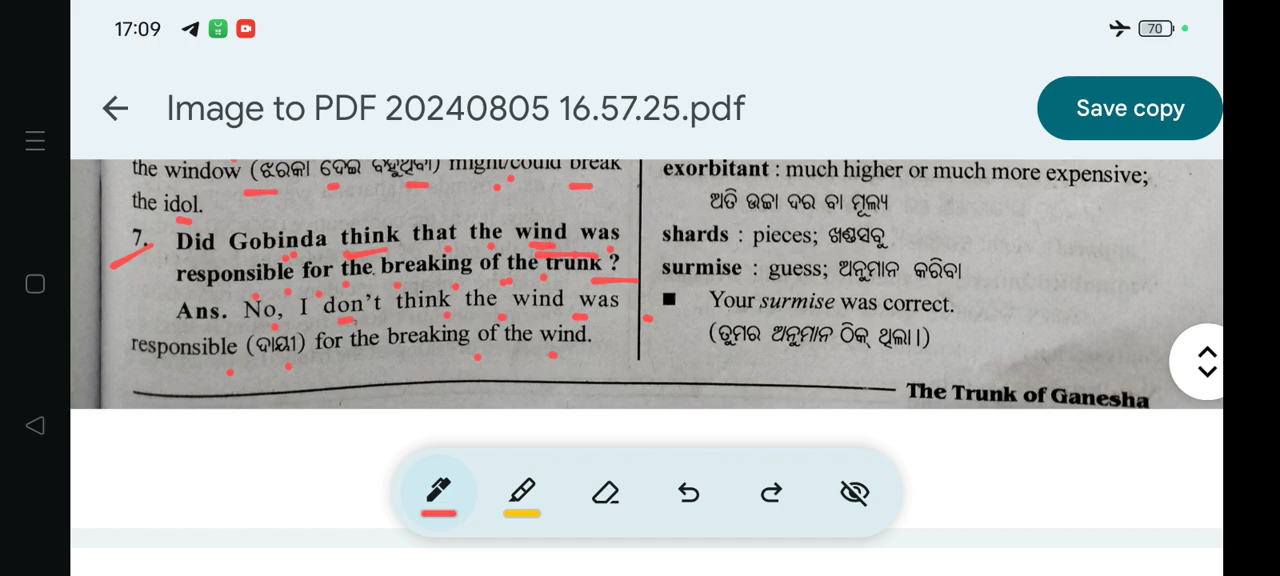 17:09
70
Image to PDF 20240805 16.57.25.pdf
Save copy
the window (ଝରକା ଦେଇ ବହୁଥିବା) might/could break
the idol.
7. Did Gobinda think that the wind was
responsible for the breaking of the trunk ?
Ans. No, I don't think the wind was
responsible (ଦାୟୀ) for the breaking of the wind.
exorbitant : much higher or much more expensive;
ଅତି ଉଚ୍ଚା ଦର ବା ମୂଲ୍ୟ
shards : pieces; ଖଣ୍ଡସବୁ
surmise : guess; ଅନୁମାନ କରିବା
■ Your surmise was correct.
(ତୁମର ଅନୁମାନ ଠିକ୍ ଥିଲା।)
The Trunk of Ganesha